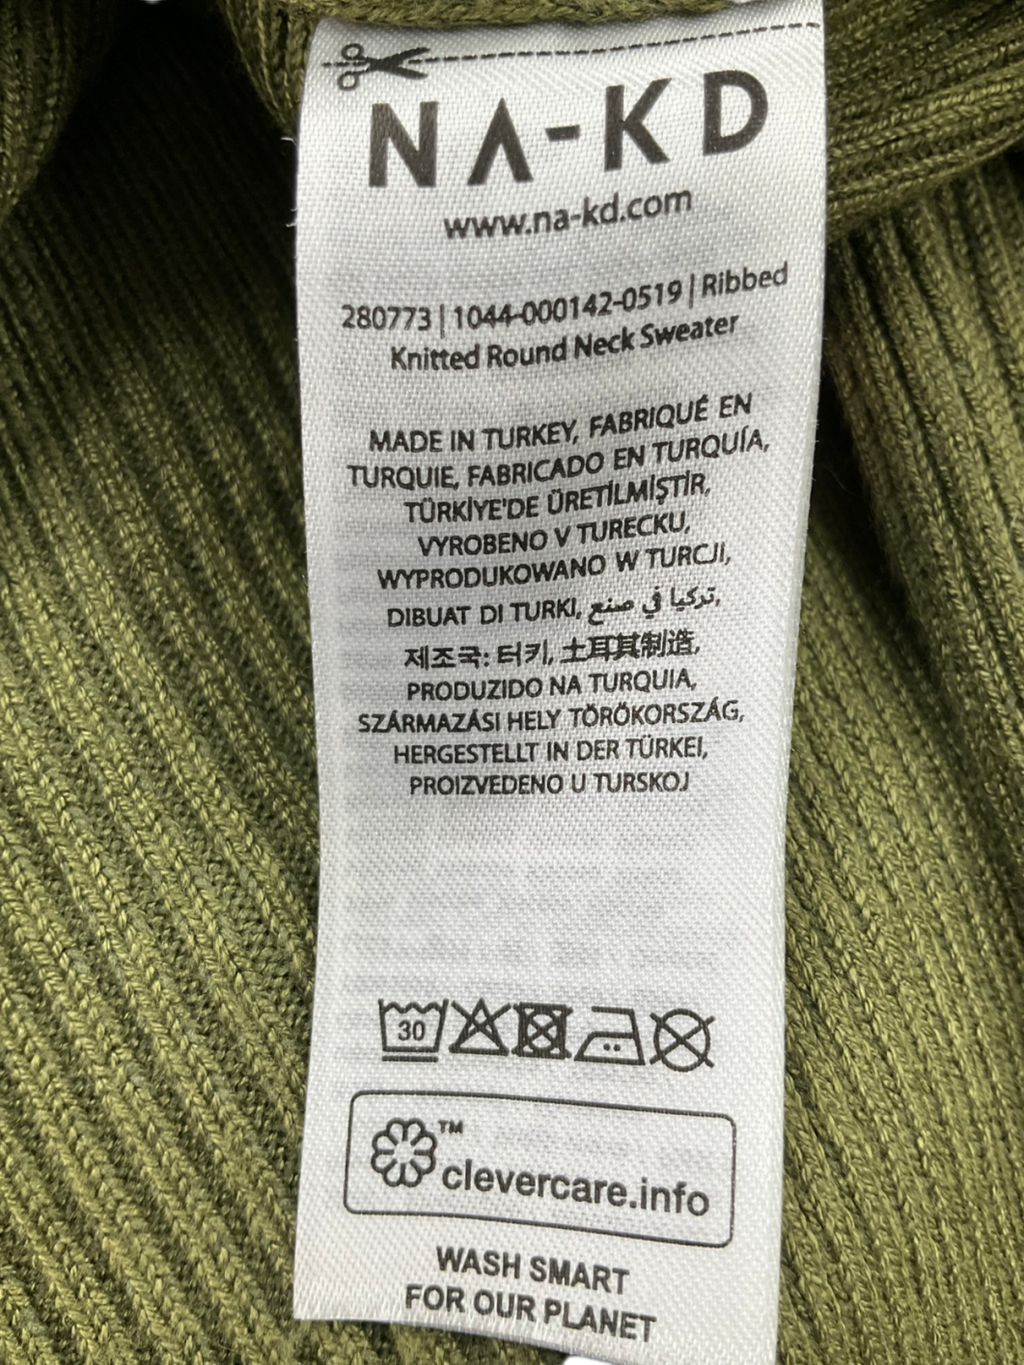 NA-KD
www.na-kd.com
280773 | 1044-000142-0519 | Ribbed
Knitted Round Neck Sweater
MADE IN TURKEY, FABRIQUÉ EN
TURQUIE, FABRICADO EN TURQUÍA,
TÜRKİYE'DE ÜRETİLMİŞTİR,
VYROBENO V TURECKU,
WYPRODUKOWANO W TURCJI,
DIBUAT DI TURKI, تركيا في صنع,
제조국: 터키, 土耳其制造,
PRODUZIDO NA TURQUIA,
SZÁRMAZÁSI HELY TÖRÖKORSZÁG,
HERGESTELLT IN DER TÜRKEI,
PROIZVEDENO U TURSKOJ
30
™
clevercare.info
WASH SMART
FOR OUR PLANET